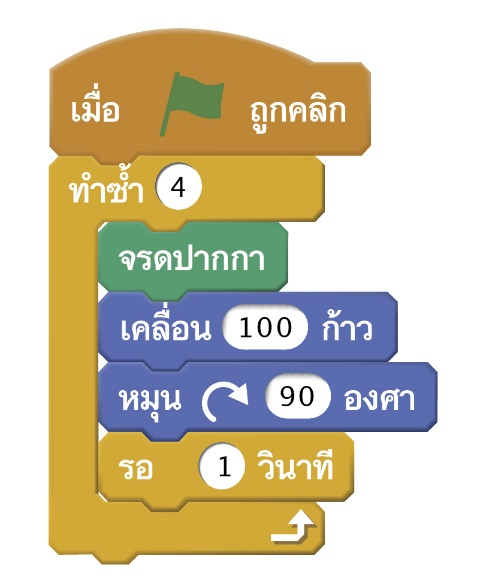 เมื่อ ถูกคลิก
ทำซ้ำ 4
จรดปากกา
เคลื่อน 100 ก้าว
หมุน 90 องศา
รอ 1 วินาที